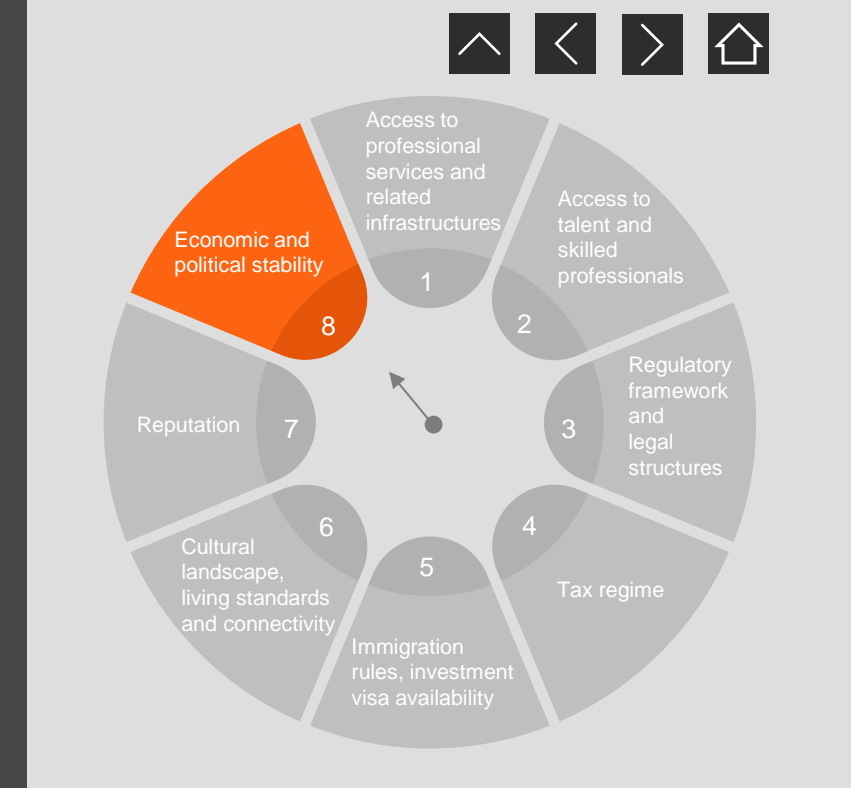 Access to
professional
services and
related
infrastructures
1
Access to
talent and
skilled
professionals
2
Regulatory
framework
and
legal
structures
3
4
Tax regime
5
Immigration
rules, investment
visa availability
6
Cultural
landscape,
living standards
and connectivity
Reputation
7
Economic and
political stability
8